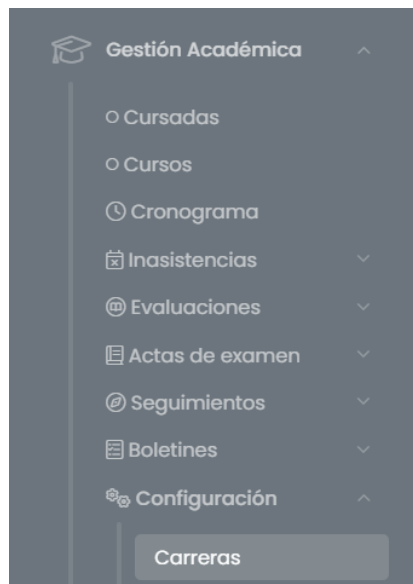 Gestión Académica
Cursadas
Cursos
Cronograma
Inasistencias
Evaluaciones
Actas de examen
Seguimientos
Boletines
Configuración
Carreras